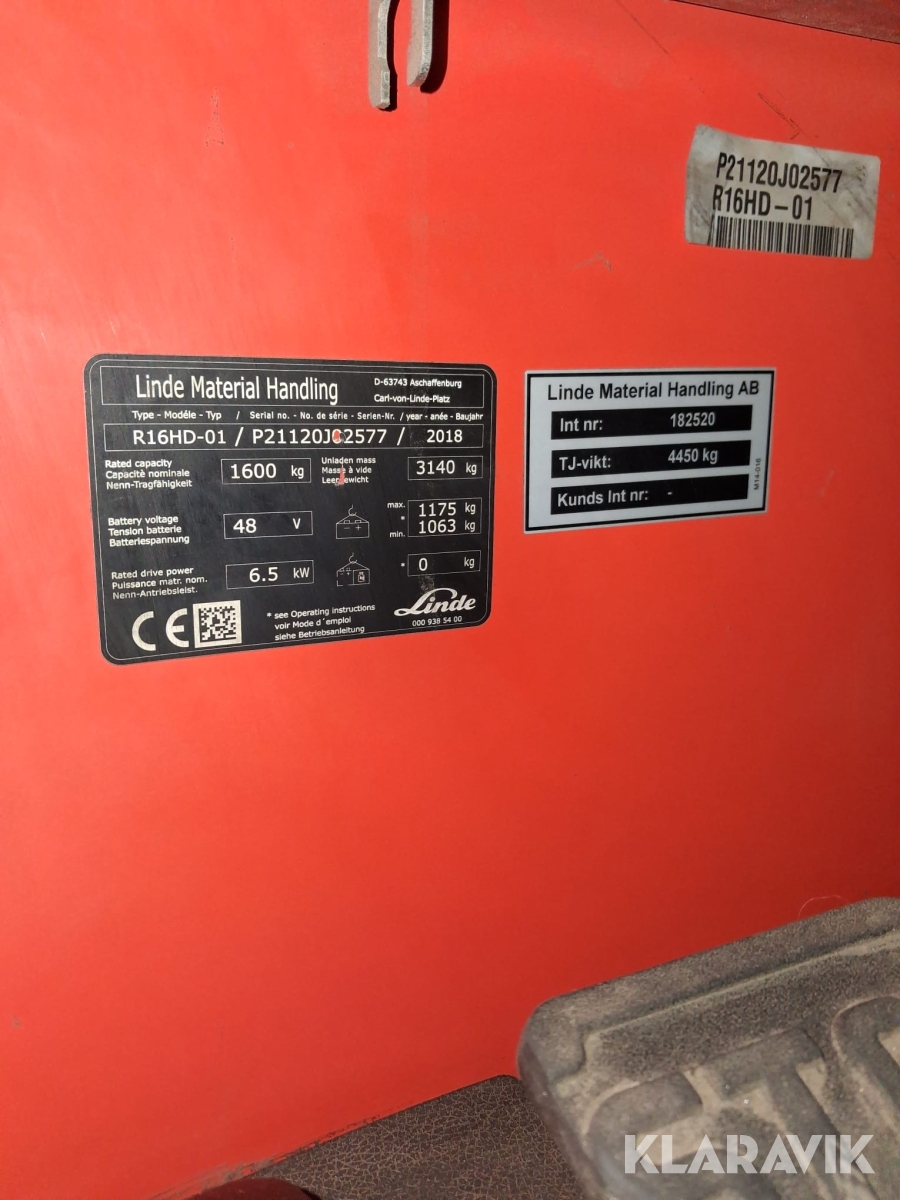 P21120J02577
R16HD-01
Linde Material Handling
D-63743 Aschaffenburg
Carl-von-Linde-Platz
Type - Modéle - Typ / Serial no. - No. de série - Serien-Nr. / year - anée - Baujahr
R16HD-01 / P21120J02577 / 2018
Rated capacity
Capacité nominale
Nenn-Tragfähigkeit
1600 kg
Unladen mass
Masse à vide
Leergewicht
3140 kg
Battery voltage
Tension batterie
Batteriespannung
48 V
max. 1175 kg
*
min. 1063 kg
Rated drive power
Puissance matr. nom.
Nenn-Antriebsleist.
6.5 kW
* 0 kg
CE
* see Operating instructions
voir Mode d'emploi
siehe Betriebsanleitung
Linde
000 938 54 00
Linde Material Handling AB
Int nr: 182520
TJ-vikt: 4450 kg
Kunds Int nr: -
M14-016
KLARAVIK